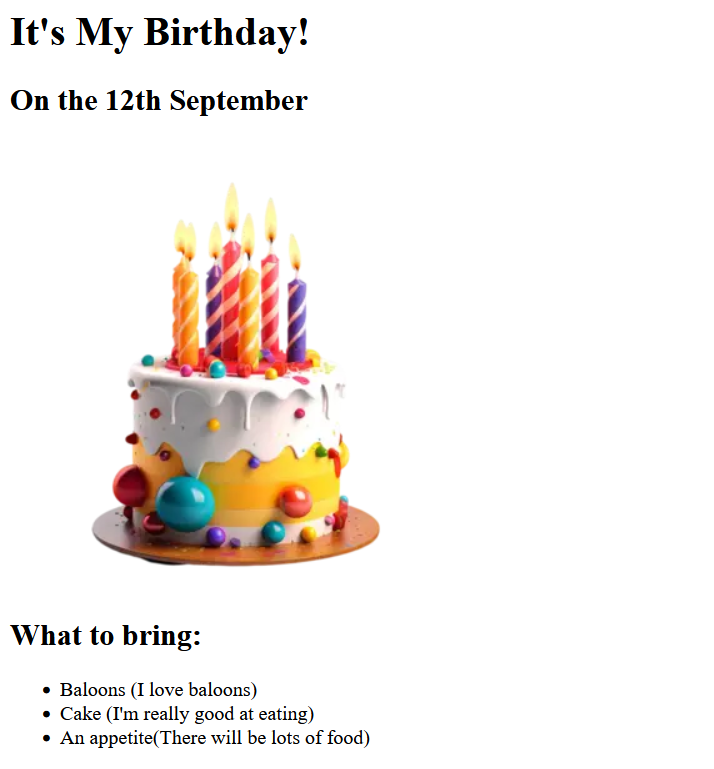 It's My Birthday!
On the 12th September
What to bring:
Baloons (I love baloons)
Cake (I'm really good at eating)
An appetite(There will be lots of food)